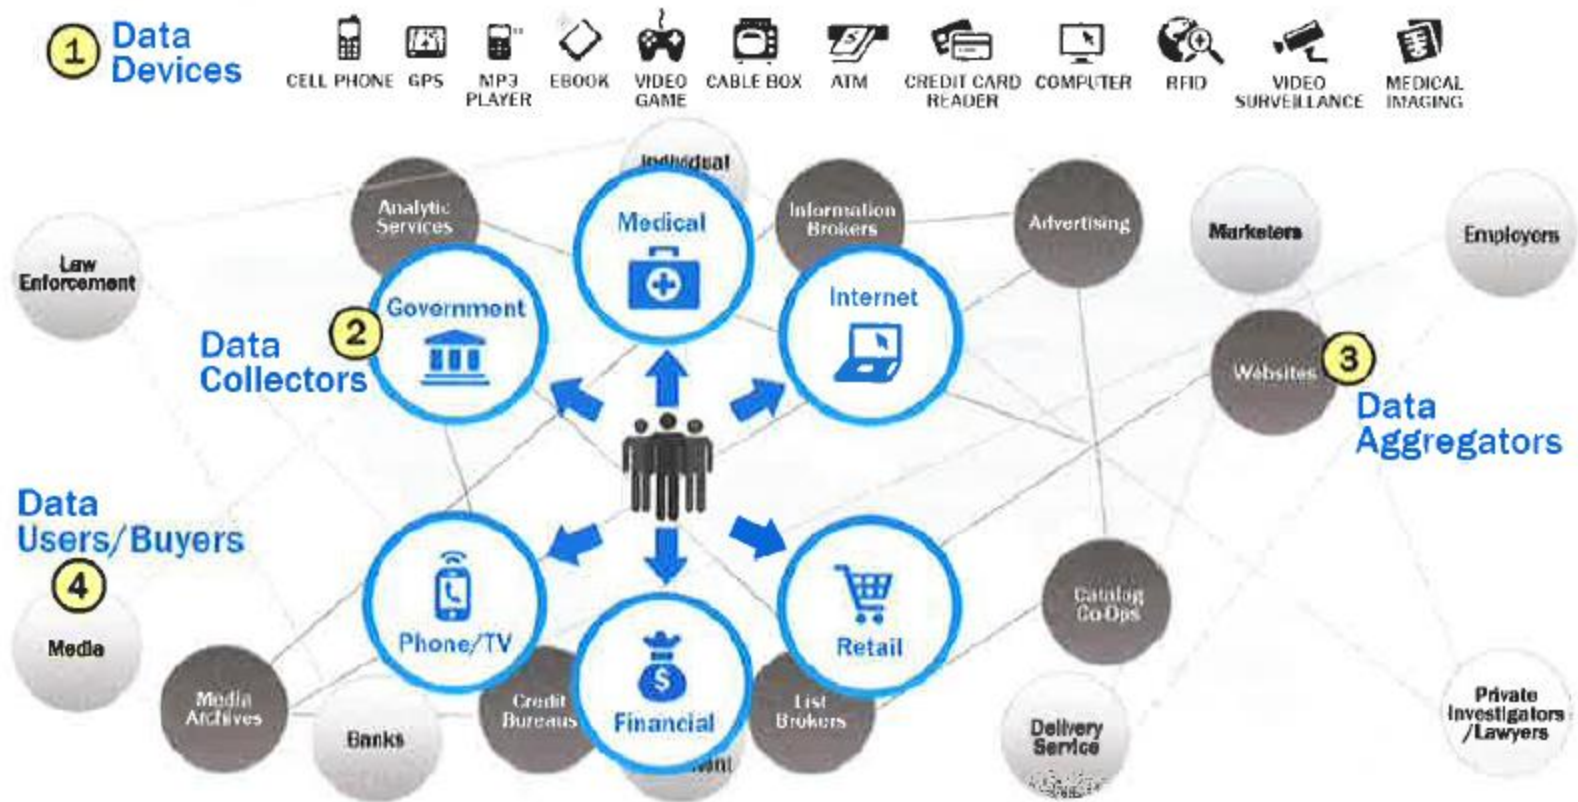 1 Data
Devices
CELL PHONE
GPS
MP3
PLAYER
EBOOK
VIDEO
GAME
CABLE BOX
ATM
CREDIT CARD
READER
COMPUTER
RFID
VIDEO
SURVEILLANCE
MEDICAL
IMAGING
Individual
Analytic
Services
Medical
Information
Brokers
Advertising
Marketers
Employers
Law
Enforcement
Government
Internet
2
Data
Collectors
Websites
3
Data
Aggregators
Data
Users/Buyers
4
Media
Phone/TV
$
Financial
Retail
Catalog
Co-Ops
Media
Archives
Banks
Credit
Bureaus
List
Brokers
Delivery
Service
Private
Investigators
/Lawyers